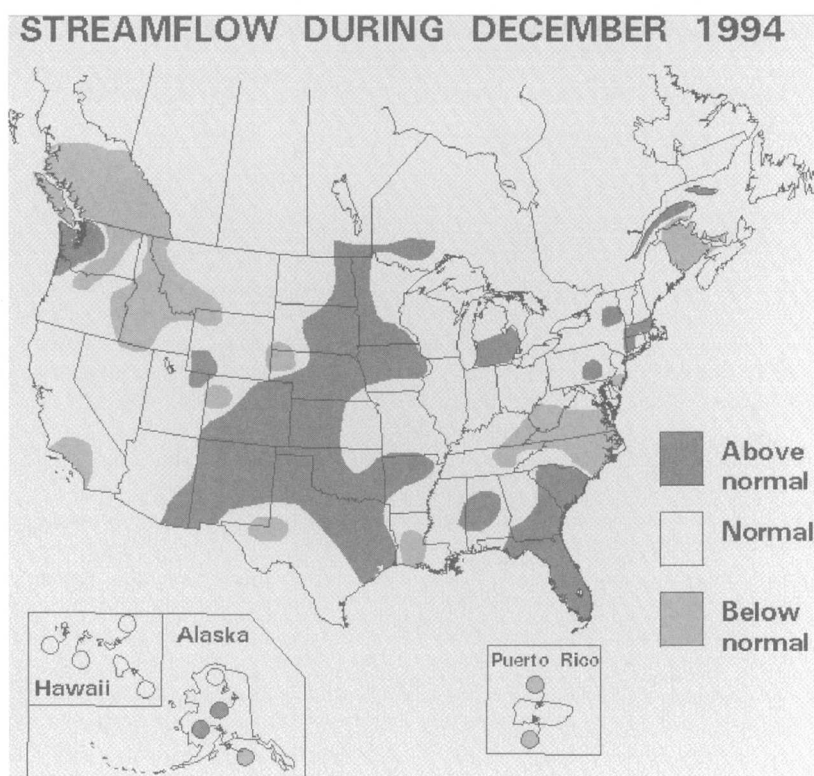 STREAMFLOW DURING DECEMBER 1994
Above
normal
Normal
Below
normal
Alaska
Hawaii
Puerto Rico